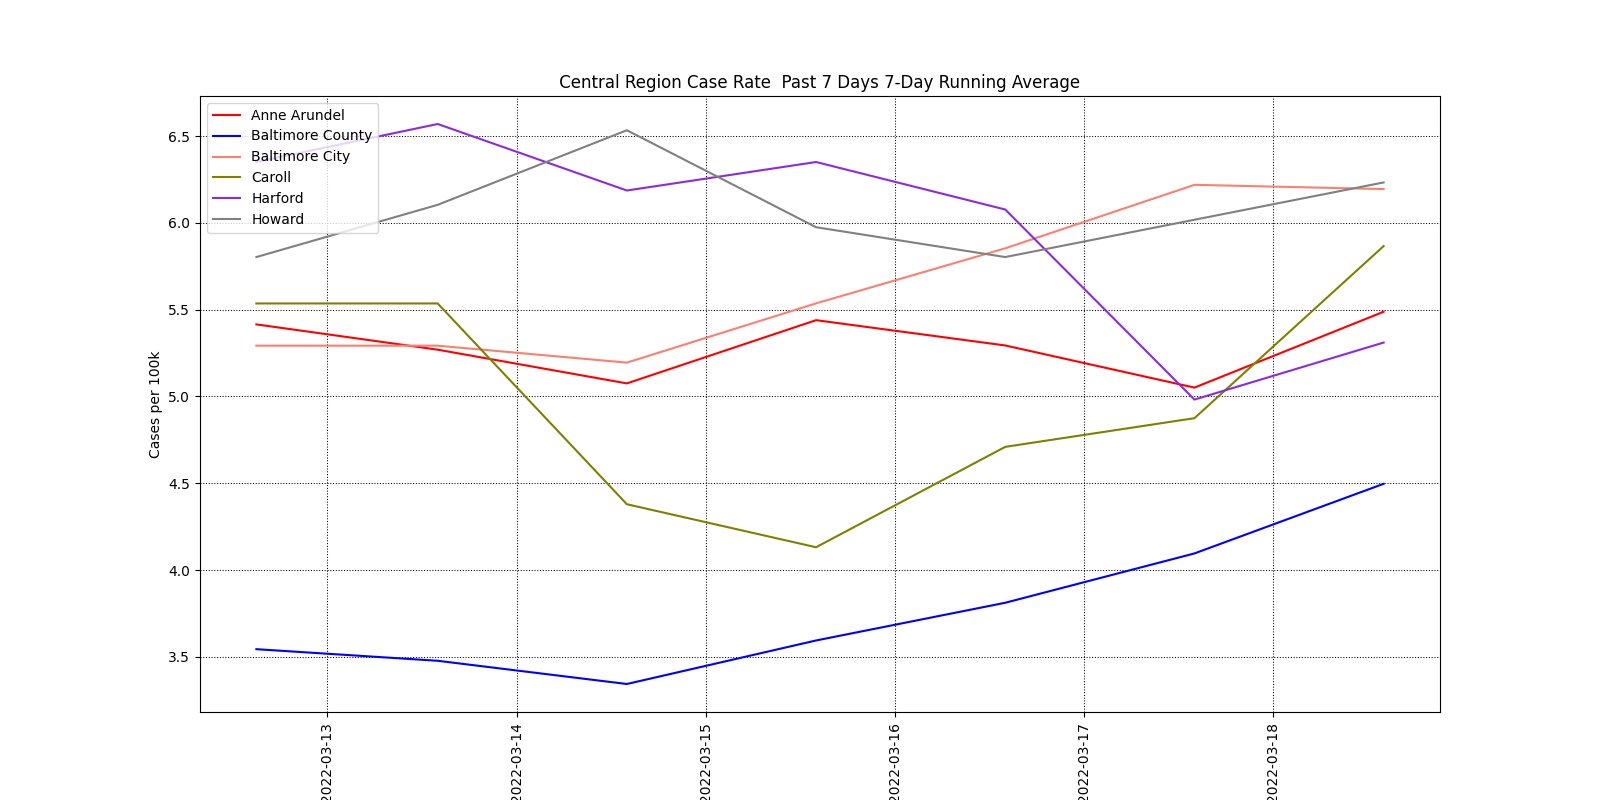 Central Region Case Rate  Past 7 Days 7-Day Running Average
Anne Arundel
Baltimore County
Baltimore City
Caroll
Harford
Howard
6.5
6.0
5.5
5.0
4.5
4.0
3.5
Cases per 100k
2022-03-13
2022-03-14
2022-03-15
2022-03-16
2022-03-17
2022-03-18